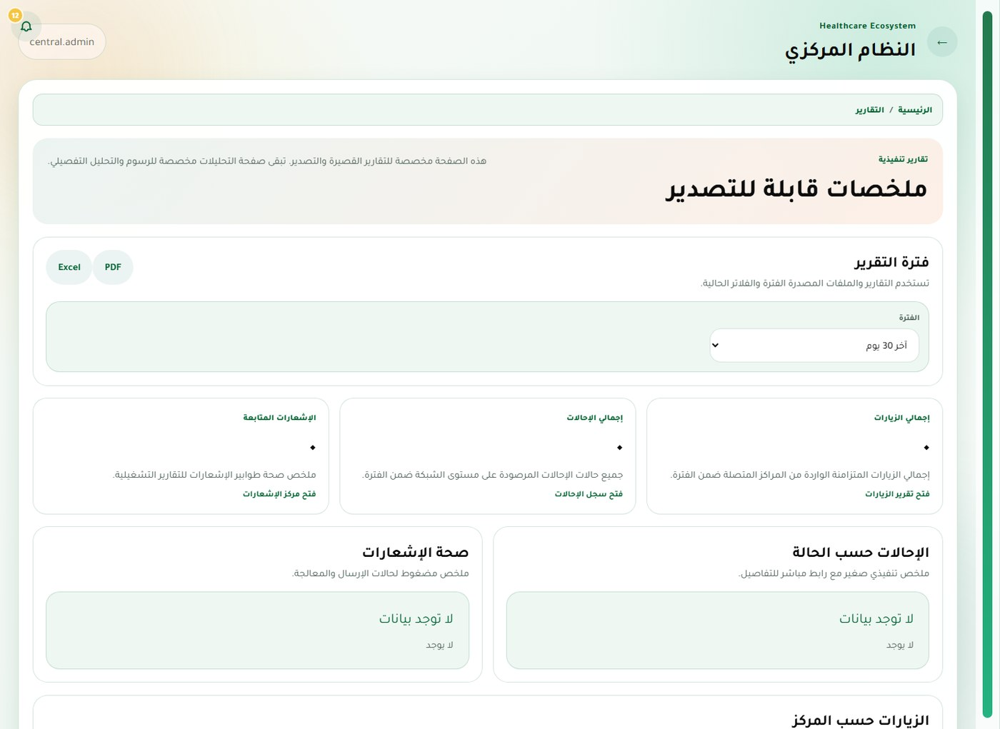 Healthcare Ecosystem
النظام المركزي
←
12
central.admin
الرئيسية / التقارير
تقارير تنفيذية
ملخصات قابلة للتصدير
هذه الصفحة مخصصة للتقارير القصيرة والتصدير. تبقى صفحة التحليلات مخصصة للرسوم والتحليل التفصيلي.
فترة التقرير
تستخدم التقارير والملفات المصدرة الفترة والفلاتر الحالية.
PDF
Excel
الفترة
آخر 30 يوم
إجمالي الزيارات
٠
إجمالي الزيارات المتزامنة الواردة من المراكز المتصلة ضمن الفترة.
فتح تقرير الزيارات
إجمالي الإحالات
٠
جميع حالات الإحالات المرصودة على مستوى الشبكة ضمن الفترة.
فتح سجل الإحالات
الإشعارات المتابعة
٠
ملخص صحة طوابير الإشعارات للتقارير التشغيلية.
فتح مركز الإشعارات
الإحالات حسب الحالة
ملخص تنفيذي صغير مع رابط مباشر للتفاصيل.
لا توجد بيانات
لا يوجد
صحة الإشعارات
ملخص مضغوط لحالات الإرسال والمعالجة.
لا توجد بيانات
لا يوجد
الزيارات حسب المركز